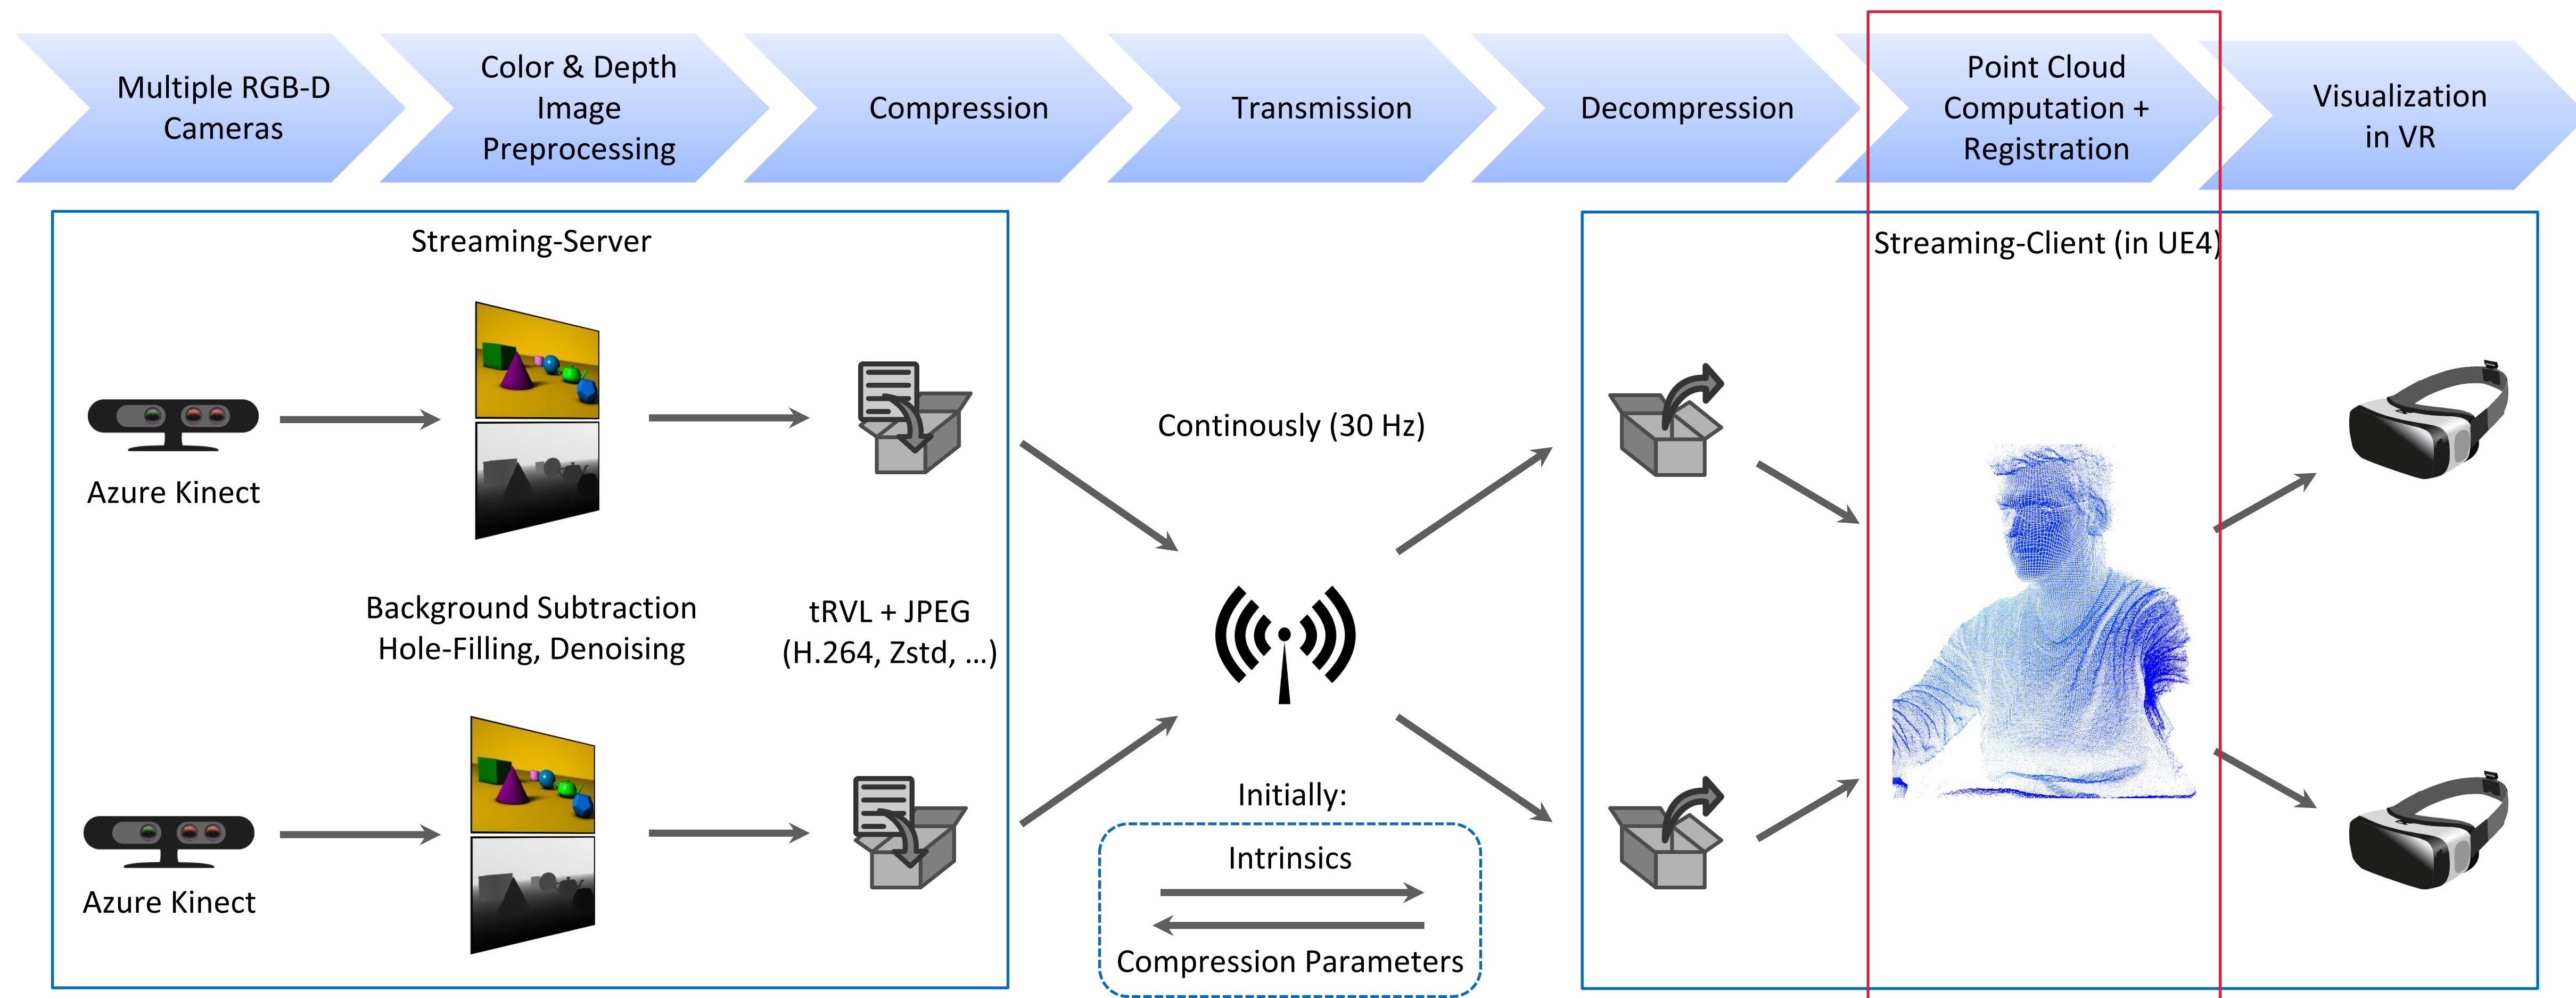 Multiple RGB-D
Cameras
Color & Depth
Image
Preprocessing
Compression
Transmission
Decompression
Point Cloud
Computation +
Registration
Visualization
in VR
Streaming-Server
Streaming-Client (in UE4)
Azure Kinect
Continously (30 Hz)
Background Subtraction
Hole-Filling, Denoising
tRVL + JPEG
(H.264, Zstd, ...)
Azure Kinect
Initially:
Intrinsics
Compression Parameters